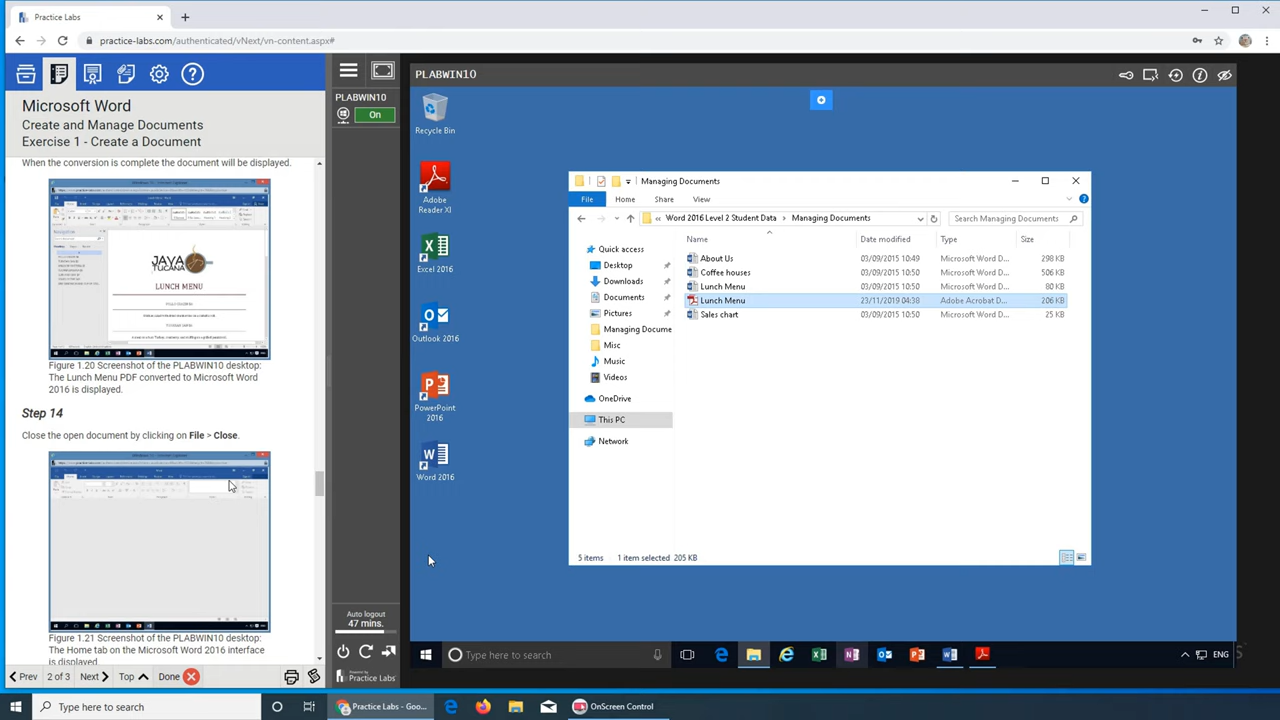 Practice Labs
practice-labs.com/authenticated/vNext/vn-content.aspx#
Microsoft Word
Create and Manage Documents
Exercise 1 - Create a Document
When the conversion is complete the document will be displayed.
JAVA
TUCANA
LUNCH MENU
Figure 1.20 Screenshot of the PLABWIN10 desktop:
The Lunch Menu PDF converted to Microsoft Word
2016 is displayed.
Step 14
Close the open document by clicking on File > Close.
Figure 1.21 Screenshot of the PLABWIN10 desktop:
The Home tab on the Microsoft Word 2016 interface
is displayed
Prev 2 of 3 Next Top Done
PLABWIN10
On
Auto logout
47 mins.
Powered by
Practice Labs
PLABWIN10
Recycle Bin
Adobe
Reader XI
Excel 2016
Outlook 2016
PowerPoint
2016
Word 2016
Managing Documents
File Home Share View
« Word 2016 Level 2 Student Data > Managing Documents
Search Managing Documents
Name Date modified Type Size
Quick access
Desktop
Downloads
Documents
Pictures
Managing Docume
Misc
Music
Videos
OneDrive
This PC
Network
About Us 03/09/2015 10:49 Microsoft Word D... 298 KB
Coffee houses 03/09/2015 10:50 Microsoft Word D... 506 KB
Lunch Menu 03/09/2015 10:50 Microsoft Word D... 80 KB
Lunch Menu 23/11/2019 04:38 Adobe Acrobat D... 206 KB
Sales chart 03/09/2015 10:50 Microsoft Word D... 25 KB
5 items 1 item selected 205 KB
Type here to search
ENG
Type here to search
Practice Labs - Goo...
OnScreen Control